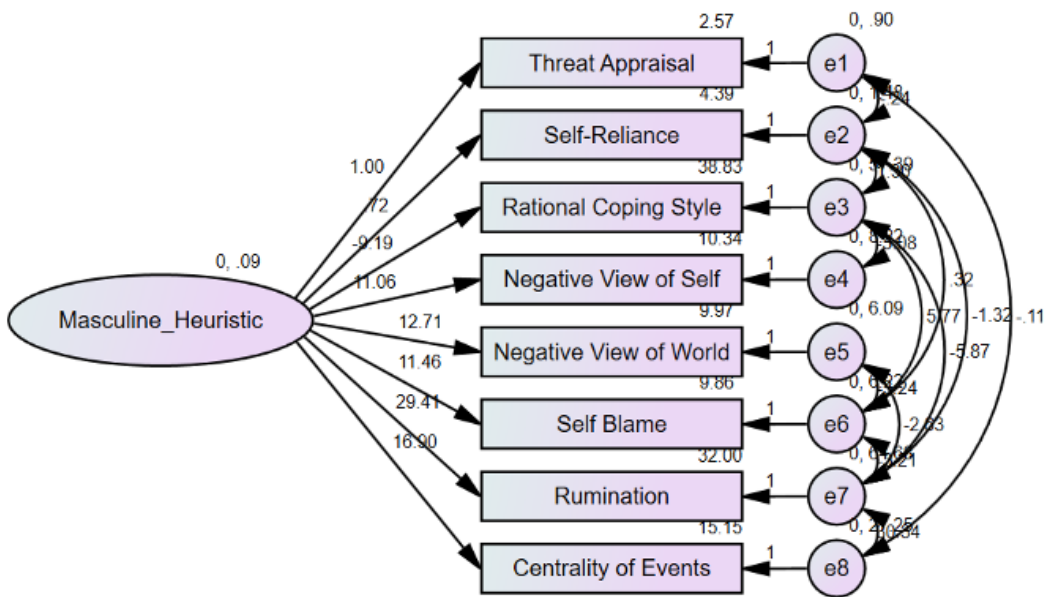 2.57
0, .90
Threat Appraisal
1
e1
4.39
Self-Reliance
1
e2
1.00
38.83
.72
Rational Coping Style
1
e3
-9.19
10.34
0, .09
11.06
Negative View of Self
1
e4
.32
9.97
0, 6.09
Masculine_Heuristic
12.71
5.77
-1.32
-.11
Negative View of World
1
e5
-5.87
11.46
9.86
29.41
Self Blame
1
e6
16.90
32.00
Rumination
1
e7
15.15
Centrality of Events
1
e8